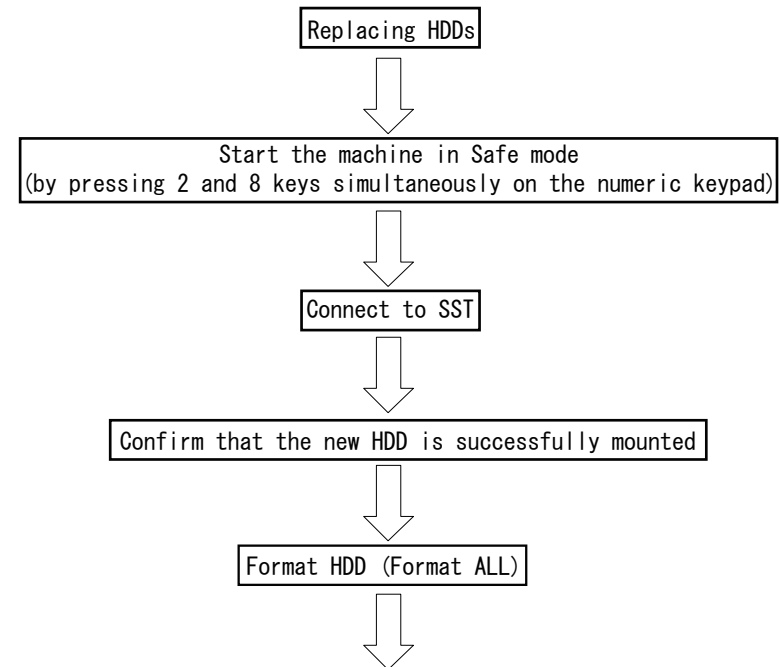 Replacing HDDs
Start the machine in Safe mode
(by pressing 2 and 8 keys simultaneously on the numeric keypad)
Connect to SST
Confirm that the new HDD is successfully mounted
Format HDD (Format ALL)